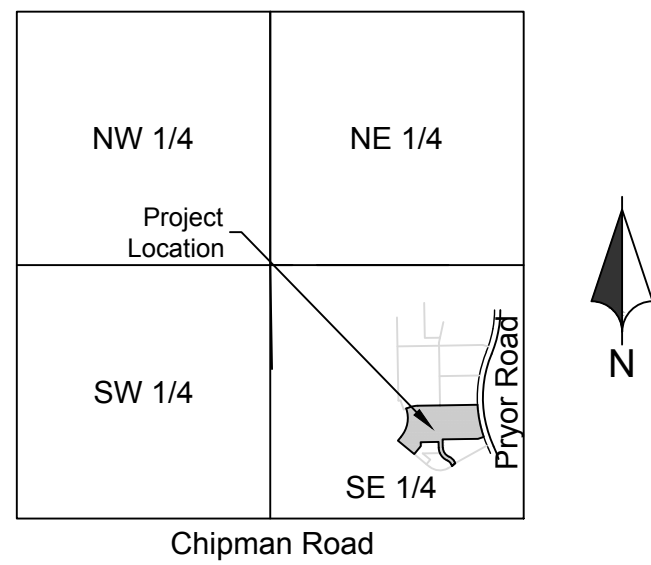 NW 1/4
NE 1/4
Project
Location
SW 1/4
Pryor Road
SE 1/4
Chipman Road
N